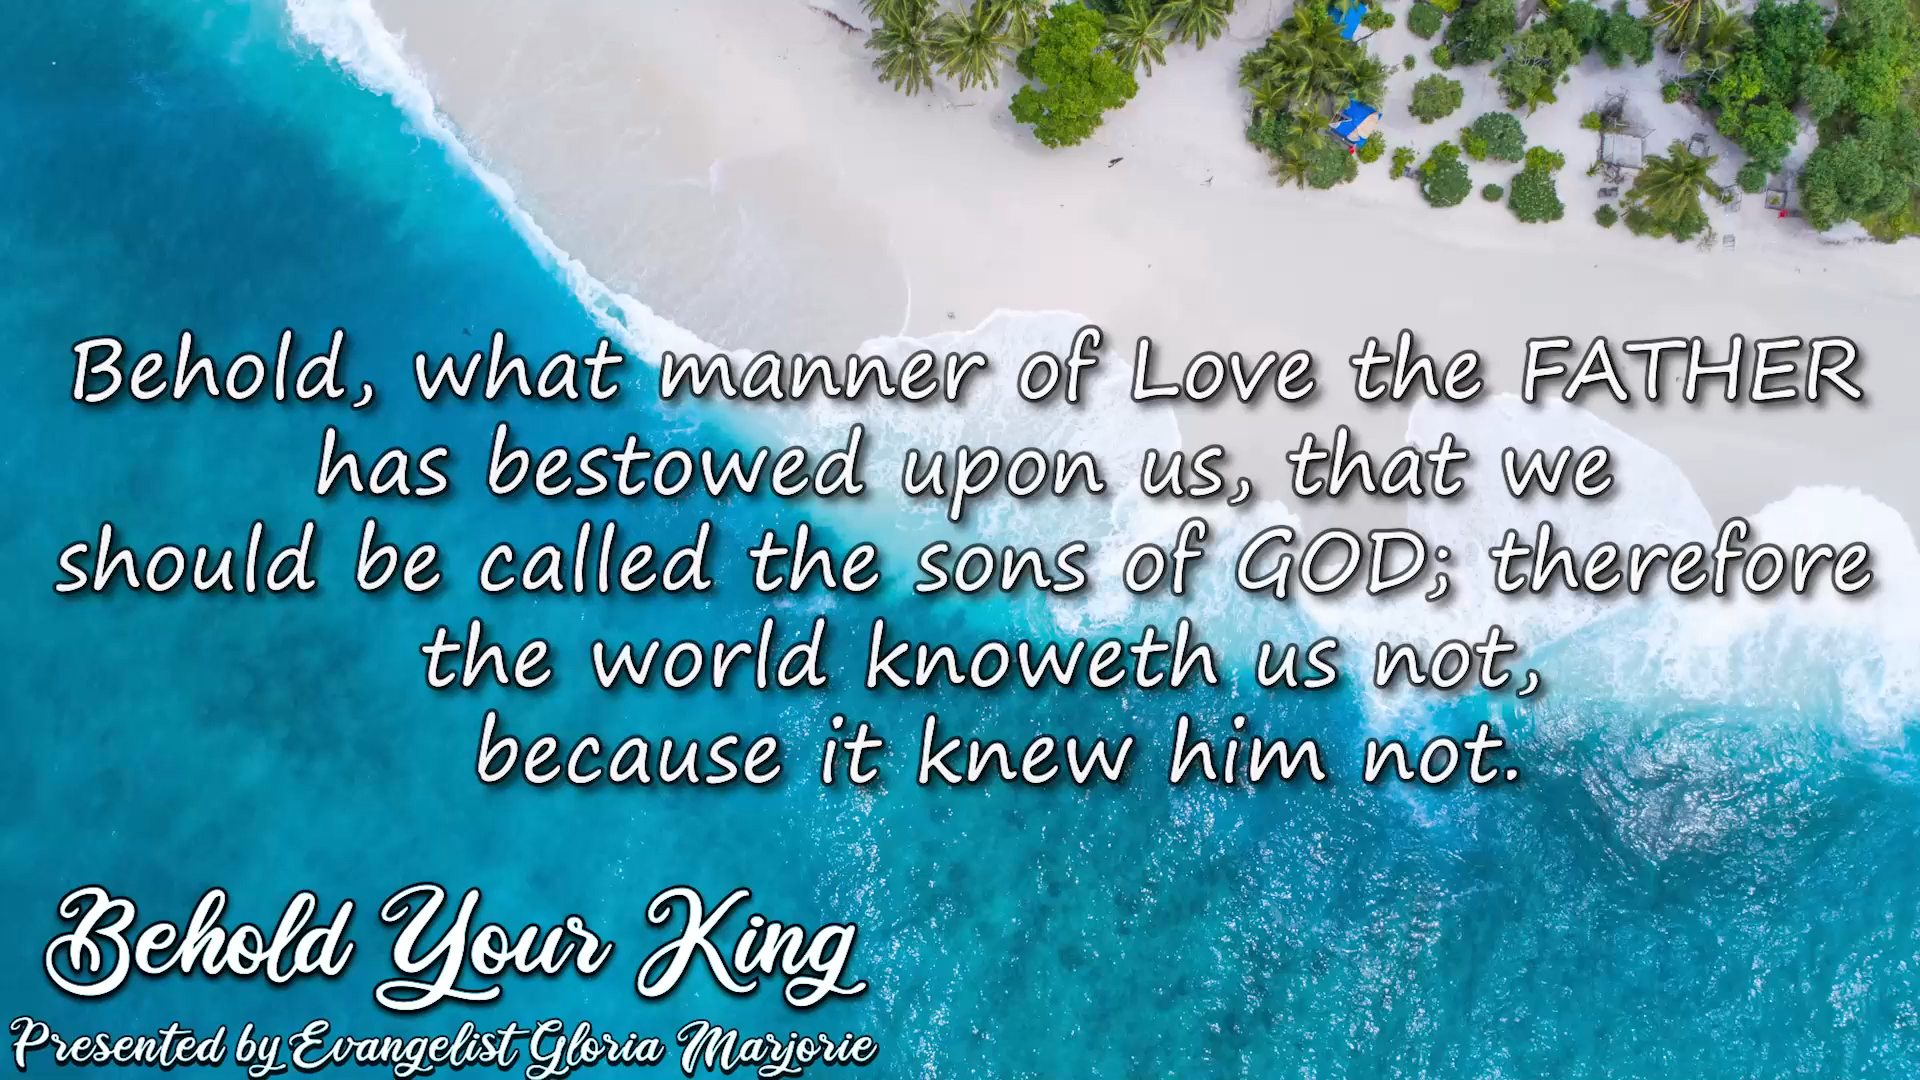 Behold, what manner of Love the FATHER
has bestowed upon us, that we
should be called the sons of GOD; therefore
the world knoweth us not,
because it knew him not.
Behold Your King
Presented by Evangelist Gloria Marjorie